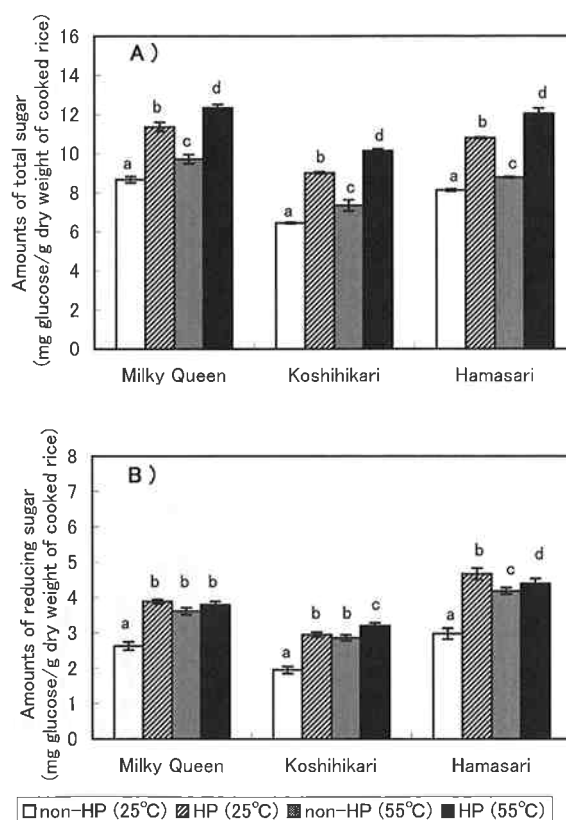 A)
Amounts of total sugar
(mg glucose/g dry weight of cooked rice)
16
14
12
10
8
6
4
2
0
a
b
c
d
a
b
c
d
a
b
c
d
Milky Queen
Koshihikari
Hamasari
B)
Amounts of reducing sugar
(mg glucose/g dry weight of cooked rice)
8
7
6
5
4
3
2
1
0
a
b
b
b
a
b
b
c
a
b
c
d
Milky Queen
Koshihikari
Hamasari
non-HP (25°C) HP (25°C) non-HP (55°C) HP (55°C)